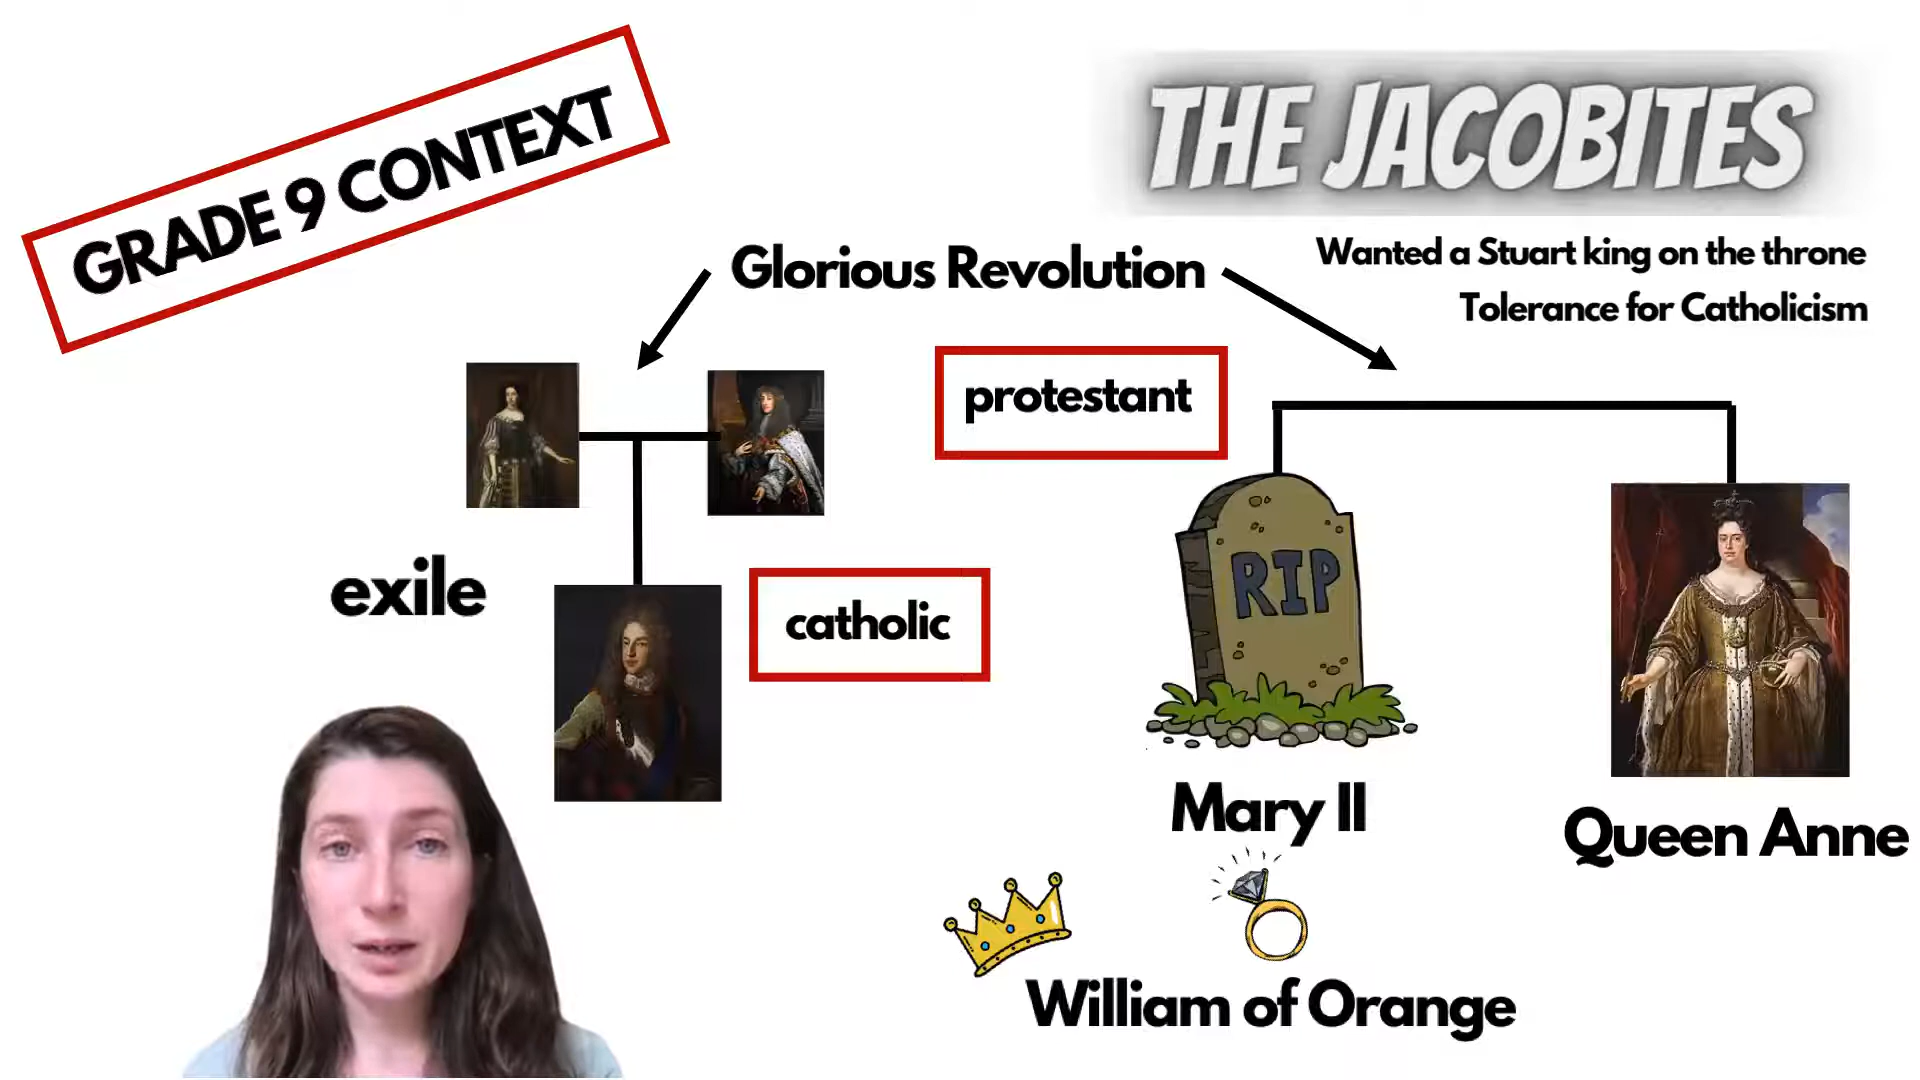 GRADE 9 CONTEXT
THE JACOBITES
Wanted a Stuart king on the throne
Tolerance for Catholicism
Glorious Revolution
protestant
exile
catholic
RIP
Mary II
Queen Anne
William of Orange